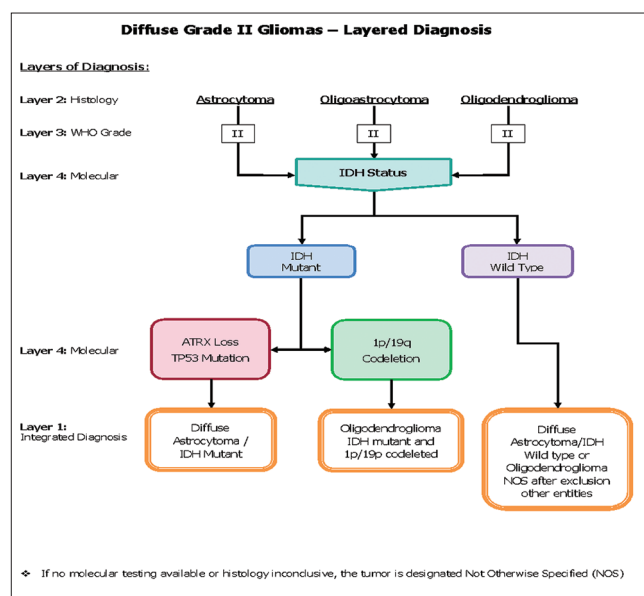 Diffuse Grade II Gliomas – Layered Diagnosis
Layers of Diagnosis:
Layer 2: Histology
Astrocytoma
Oligoastrocytoma
Oligodendroglioma
Layer 3: WHO Grade
II
II
II
Layer 4: Molecular
IDH Status
IDH
Mutant
IDH
Wild Type
Layer 4: Molecular
ATRX Loss
TP53 Mutation
1p/19q
Codeletion
Layer 1:
Integrated Diagnosis
Diffuse
Astrocytoma /
IDH Mutant
Oligodendroglioma
IDH mutant and
1p/19p codeleted
Diffuse
Astrocytoma/IDH
Wild type or
Oligodendroglioma
NOS after exclusion
other entities
❖ If no molecular testing available or histology inconclusive, the tumor is designated Not Otherwise Specified (NOS)